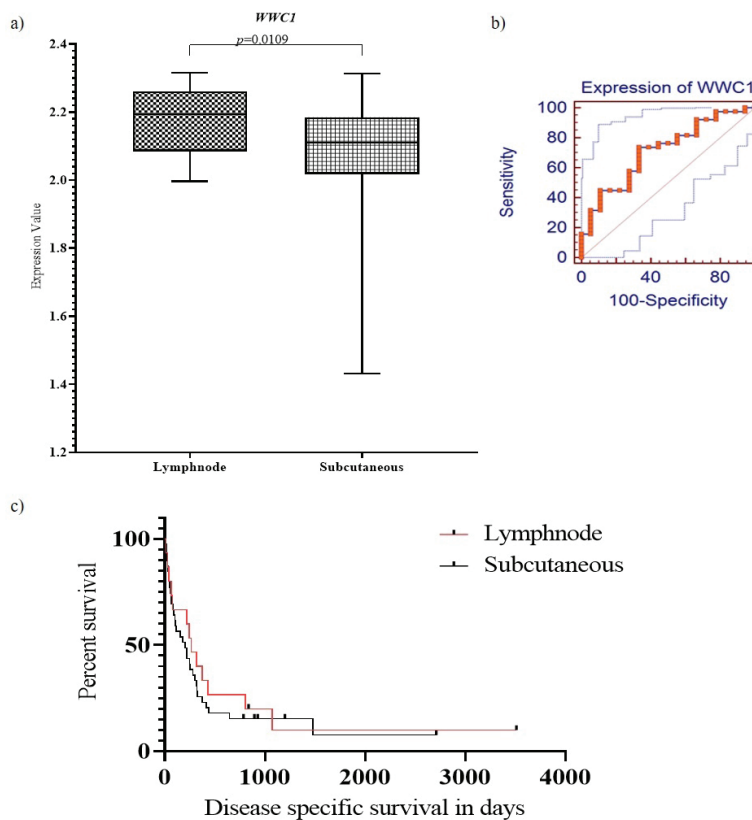 a)
WWC1
p=0.0109
2.4
2.2
2.0
1.8
1.6
1.4
1.2
Expression Value
Lymphnode
Subcutaneous
b)
Expression of WWC1
100
80
60
40
20
0
Sensitivity
0 40 80
100-Specificity
c)
Lymphnode
Subcutaneous
100
50
0
Percent survival
0 1000 2000 3000 4000
Disease specific survival in days